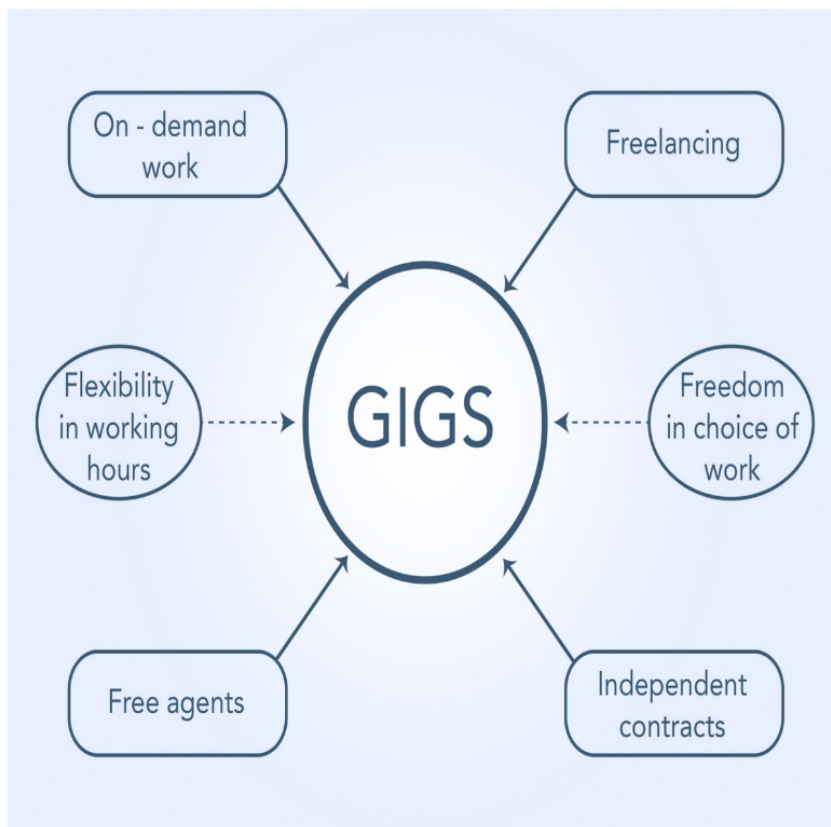 On - demand
work
Freelancing
Flexibility
in working
hours
GIGS
Freedom
in choice of
work
Free agents
Independent
contracts